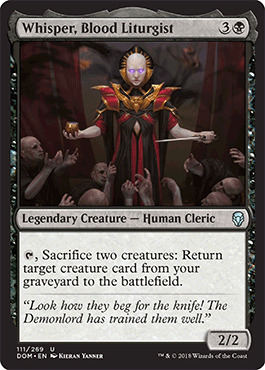 Whisper, Blood Liturgist 3
Legendary Creature — Human Cleric
, Sacrifice two creatures: Return
target creature card from your
graveyard to the battlefield.
“Look how they beg for the knife! The
Demonlord has trained them well.”
2/2
111/269 U
DOM • EN KIERAN YANNER
™ & © 2018 Wizards of the Coast